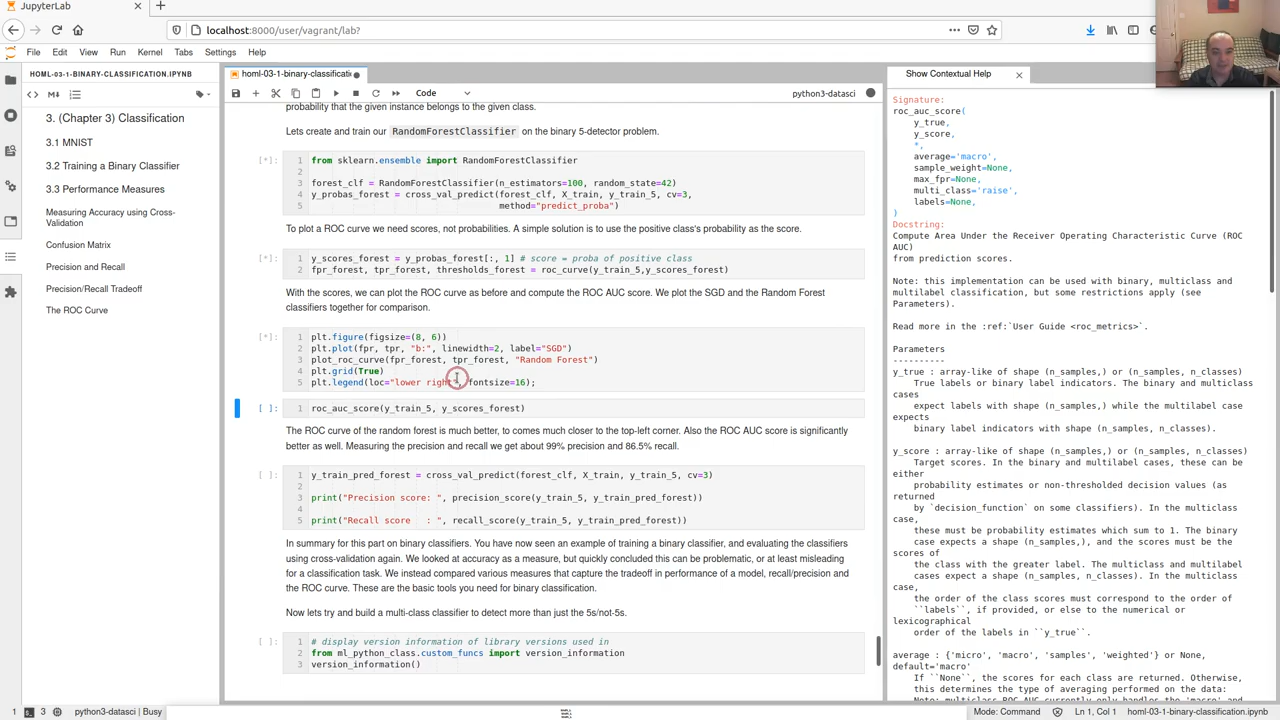 JupyterLab
localhost:8000/user/vagrant/lab?
File Edit View Run Kernel Tabs Settings Help
HOML-03-1-BINARY-CLASSIFICATION.IPYNB
3. (Chapter 3) Classification
3.1 MNIST
3.2 Training a Binary Classifier
3.3 Performance Measures
Measuring Accuracy using Cross-
Validation
Confusion Matrix
Precision and Recall
Precision/Recall Tradeoff
The ROC Curve
homl-03-1-binary-classificatio
Code
python3-datasci
probability that the given instance belongs to the given class.
Lets create and train our RandomForestClassifier on the binary 5-detector problem.
[*]:
1 from sklearn.ensemble import RandomForestClassifier
2
3 forest_clf = RandomForestClassifier(n_estimators=100, random_state=42)
4 y_probas_forest = cross_val_predict(forest_clf, X_train, y_train_5, cv=3,
5 method="predict_proba")
To plot a ROC curve we need scores, not probabilities. A simple solution is to use the positive class's probability as the score.
[*]:
1 y_scores_forest = y_probas_forest[:, 1] # score = proba of positive class
2 fpr_forest, tpr_forest, thresholds_forest = roc_curve(y_train_5,y_scores_forest)
With the scores, we can plot the ROC curve as before and compute the ROC AUC score. We plot the SGD and the Random Forest
classifiers together for comparison.
[*]:
1 plt.figure(figsize=(8, 6))
2 plt.plot(fpr, tpr, "b:", linewidth=2, label="SGD")
3 plot_roc_curve(fpr_forest, tpr_forest, "Random Forest")
4 plt.grid(True)
5 plt.legend(loc="lower right", fontsize=16);
[ ]:
1 roc_auc_score(y_train_5, y_scores_forest)
The ROC curve of the random forest is much better, to comes much closer to the top-left corner. Also the ROC AUC score is significantly
better as well. Measuring the precision and recall we get about 99% precision and 86.5% recall.
[ ]:
1 y_train_pred_forest = cross_val_predict(forest_clf, X_train, y_train_5, cv=3)
2
3 print("Precision score: ", precision_score(y_train_5, y_train_pred_forest))
4
5 print("Recall score   : ", recall_score(y_train_5, y_train_pred_forest))
In summary for this part on binary classifiers. You have now seen an example of training a binary classifier, and evaluating the classifiers
using cross-validation again. We looked at accuracy as a measure, but quickly concluded this can be problematic, or at least misleading
for a classification task. We instead compared various measures that capture the tradeoff in performance of a model, recall/precision and
the ROC curve. These are the basic tools you need for binary classification.
Now lets try and build a multi-class classifier to detect more than just the 5s/not-5s.
[ ]:
1 # display version information of library versions used in
2 from ml_python_class.custom_funcs import version_information
3 version_information()
Show Contextual Help
Signature:
roc_auc_score(
y_true,
y_score,
*,
average='macro',
sample_weight=None,
max_fpr=None,
multi_class='raise',
labels=None,
)
Docstring:
Compute Area Under the Receiver Operating Characteristic Curve (ROC
AUC)
from prediction scores.
Note: this implementation can be used with binary, multiclass and
multilabel classification, but some restrictions apply (see
Parameters).
Read more in the :ref:`User Guide <roc_metrics>`.
Parameters
----------
y_true : array-like of shape (n_samples,) or (n_samples, n_classes)
True labels or binary label indicators. The binary and multiclass
cases
expect labels with shape (n_samples,) while the multilabel case
expects
binary label indicators with shape (n_samples, n_classes).
y_score : array-like of shape (n_samples,) or (n_samples, n_classes)
Target scores. In the binary and multilabel cases, these can be
either
probability estimates or non-thresholded decision values (as
returned
by `decision_function` on some classifiers). In the multiclass
case,
these must be probability estimates which sum to 1. The binary
case expects a shape (n_samples,), and the scores must be the
scores of
the class with the greater label. The multiclass and multilabel
cases expect a shape (n_samples, n_classes). In the multiclass
case,
the order of the class scores must correspond to the order of
``labels``, if provided, or else to the numerical or
lexicographical
order of the labels in ``y_true``.
average : {'micro', 'macro', 'samples', 'weighted'} or None,
default='macro'
If ``None``, the scores for each class are returned. Otherwise,
this determines the type of averaging performed on the data:
1 3 python3-datasci | Busy
Mode: Command Ln 1, Col 1 homl-03-1-binary-classification.ipynb